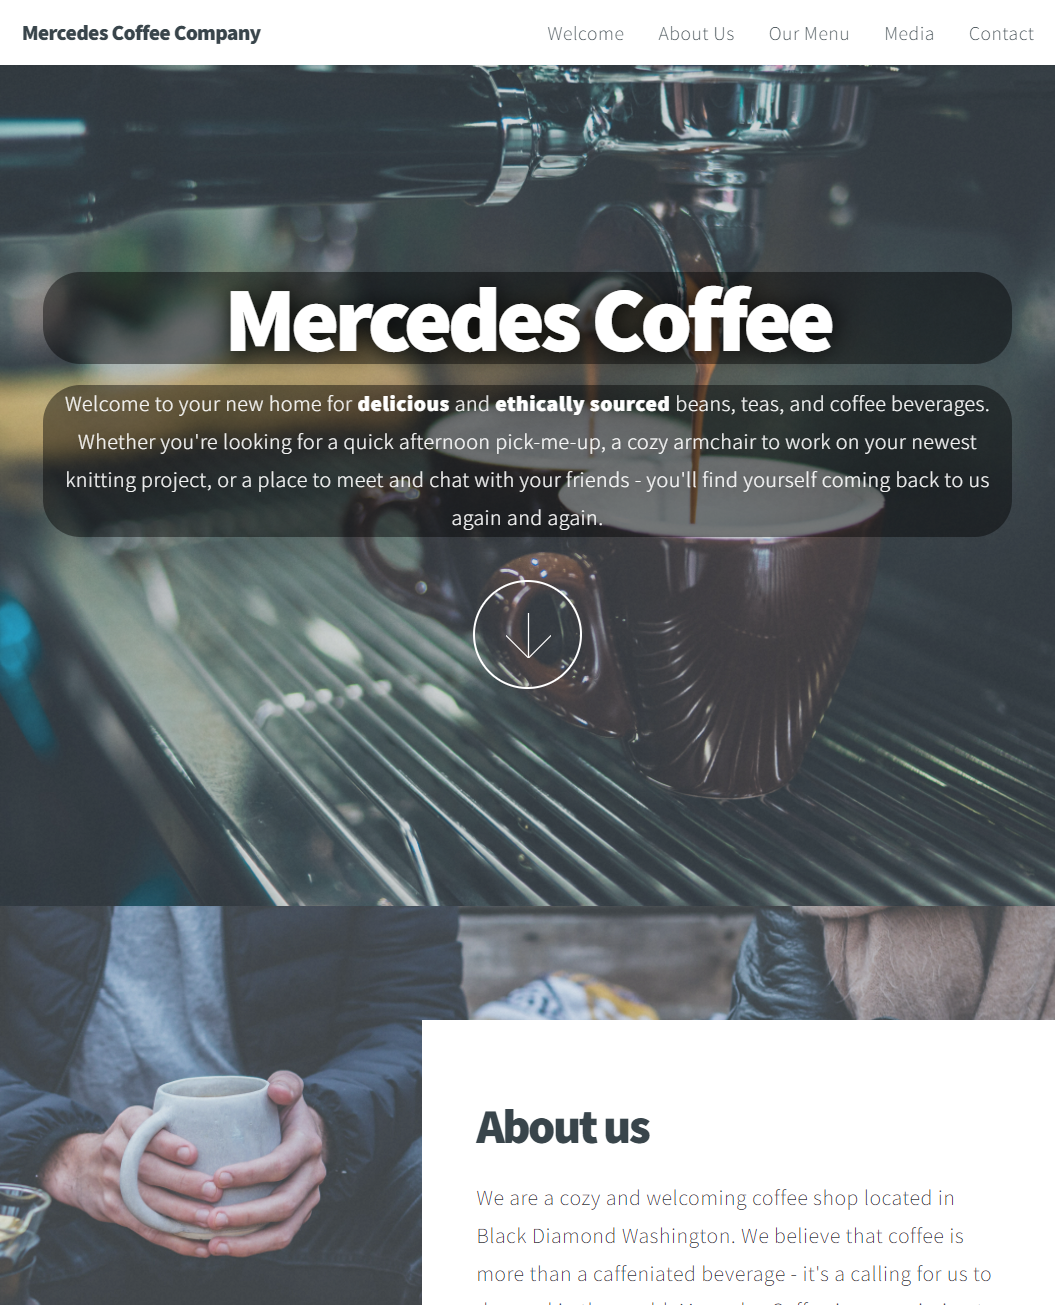 Mercedes Coffee Company
Welcome About Us Our Menu Media Contact
Mercedes Coffee
Welcome to your new home for delicious and ethically sourced beans, teas, and coffee beverages.
Whether you're looking for a quick afternoon pick-me-up, a cozy armchair to work on your newest
knitting project, or a place to meet and chat with your friends - you'll find yourself coming back to us
again and again.
About us
We are a cozy and welcoming coffee shop located in
Black Diamond Washington. We believe that coffee is
more than a caffeniated beverage - it's a calling for us to